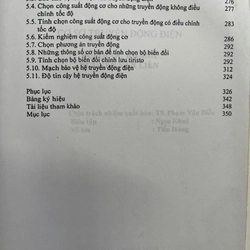 5.4. Chọn công suất động cơ cho những truyền động không điều 276
chỉnh tốc độ 277
5.5. Tính chọn công suất động cơ cho truyền động có điều chỉnh 283
tốc độ
5.6. Kiểm nghiệm công suất động cơ 286
5.7. Chọn phương án truyền động 292
5.8. Những thông số cơ bản để tính chọn bộ biến đổi 292
5.9. Tính chọn bộ biến đổi chỉnh lưu tiristo 294
5.10. Mạch bảo vệ hệ truyền động điện 312
5.11. Độ tin cậy hệ truyền động điện 324
Phục lục 326
Bảng ký hiệu 342
Tài liệu tham khảo 346
Mục lục 350